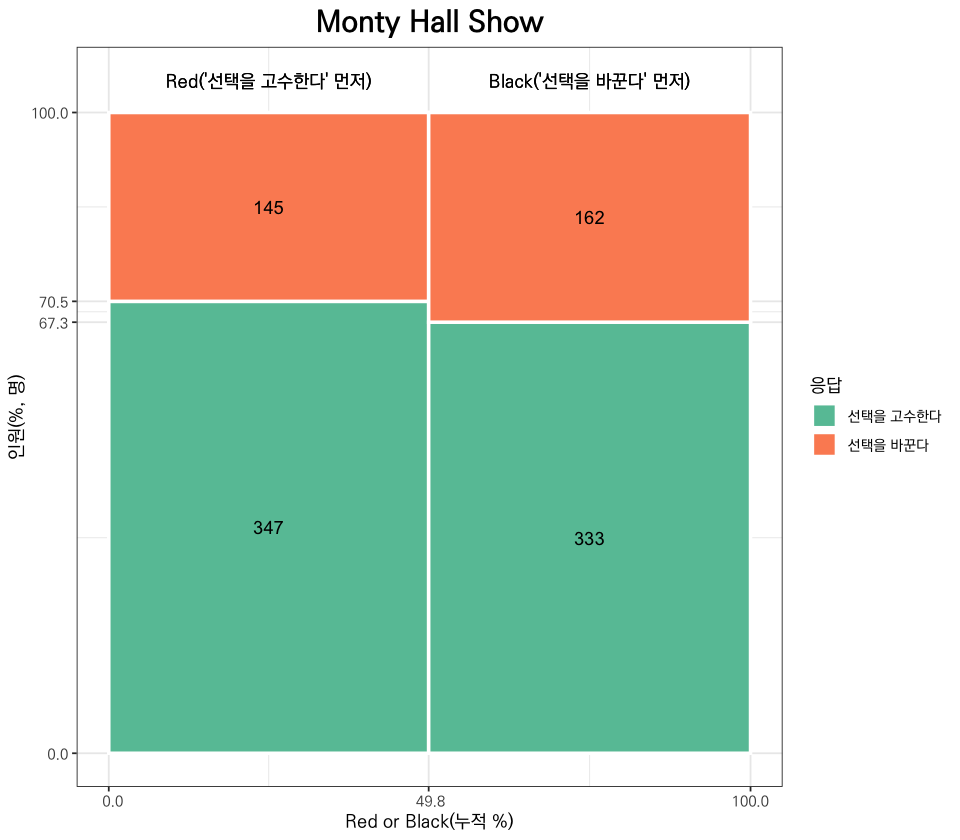 Monty Hall Show
Red('선택을 고수한다' 먼저)
Black('선택을 바꾼다' 먼저)
100.0
145
162
70.5
67.3
인원(%, 명)
응답
선택을 고수한다
선택을 바꾼다
347
333
0.0
0.0
49.8
100.0
Red or Black(누적 %)